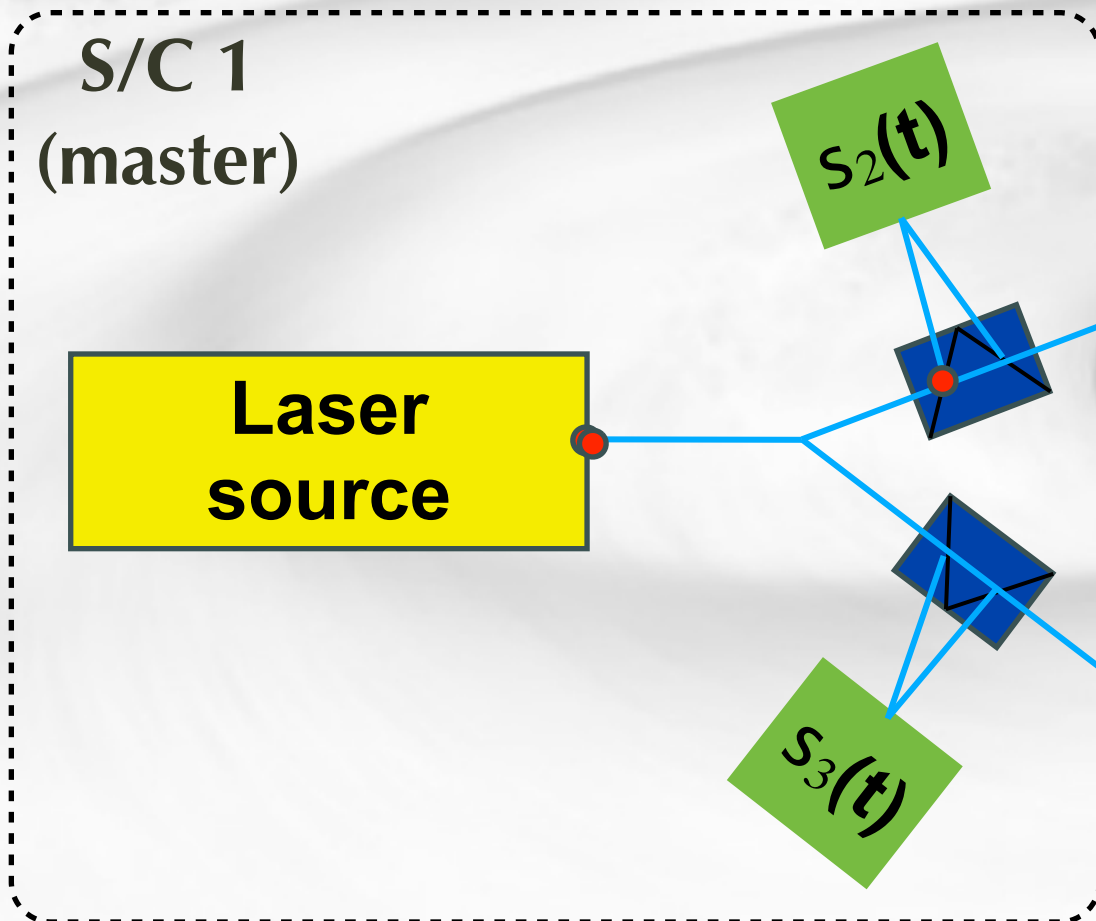 S/C 1
(master)
s₂(t)
Laser
source
s₃(t)